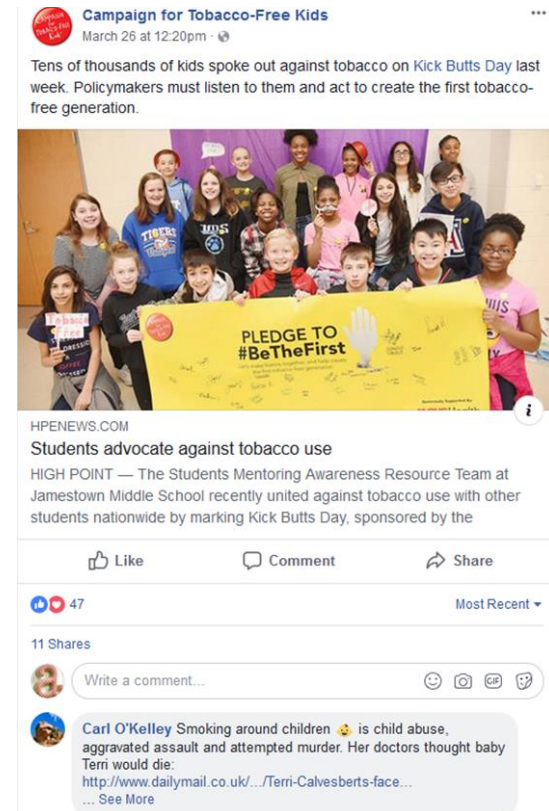 Campaign for Tobacco-Free Kids
March 26 at 12:20pm ·
Tens of thousands of kids spoke out against tobacco on Kick Butts Day last
week. Policymakers must listen to them and act to create the first tobacco-
free generation.
TIGERS
Tobacco
Free
PLEDGE TO
#BeTheFirst
HPENEWS.COM
Students advocate against tobacco use
HIGH POINT — The Students Mentoring Awareness Resource Team at
Jamestown Middle School recently united against tobacco use with other
students nationwide by marking Kick Butts Day, sponsored by the
Like
Comment
Share
47
Most Recent
11 Shares
Write a comment...
GIF
Carl O'Kelley Smoking around children 👶 is child abuse,
aggravated assault and attempted murder. Her doctors thought baby
Terri would die:
http://www.dailymail.co.uk/.../Terri-Calvesberts-face...
... See More